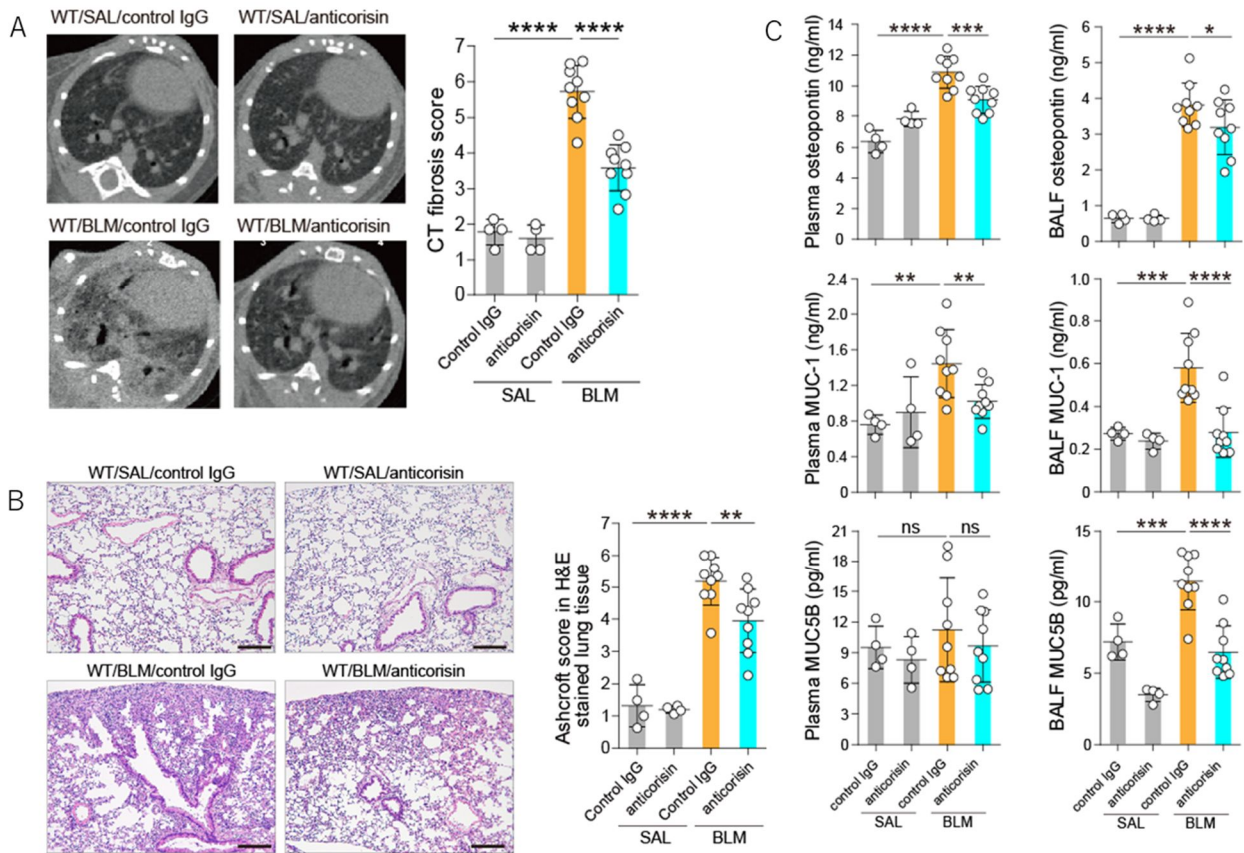 A
WT/SAL/control IgG
WT/SAL/anticorisin
WT/BLM/control IgG
WT/BLM/anticorisin
CT fibrosis score
7
6
5
4
3
2
1
0
**** ****
Control IgG
anticorisin
Control IgG
anticorisin
SAL
BLM
B
WT/SAL/control IgG
WT/SAL/anticorisin
WT/BLM/control IgG
WT/BLM/anticorisin
Ashcroft score in H&E
stained lung tissue
7
6
5
4
3
2
1
0
**** **
Control IgG
anticorisin
Control IgG
anticorisin
SAL
BLM
C
Plasma osteopontin (ng/ml)
16
14
12
10
8
6
4
2
0
**** ***
BALF osteopontin (ng/ml)
6
5
4
3
2
1
0
**** *
Plasma MUC-1 (ng/ml)
2.4
2.0
1.6
1.2
0.8
0.4
0
** **
BALF MUC-1 (ng/ml)
1.0
0.8
0.6
0.4
0.2
0
*** ****
Plasma MUC5B (pg/ml)
21
18
15
12
9
6
3
0
ns ns
control IgG
anticorisin
control IgG
anticorisin
SAL
BLM
BALF MUC5B (pg/ml)
15
10
5
0
*** ****
control IgG
anticorisin
control IgG
anticorisin
SAL
BLM